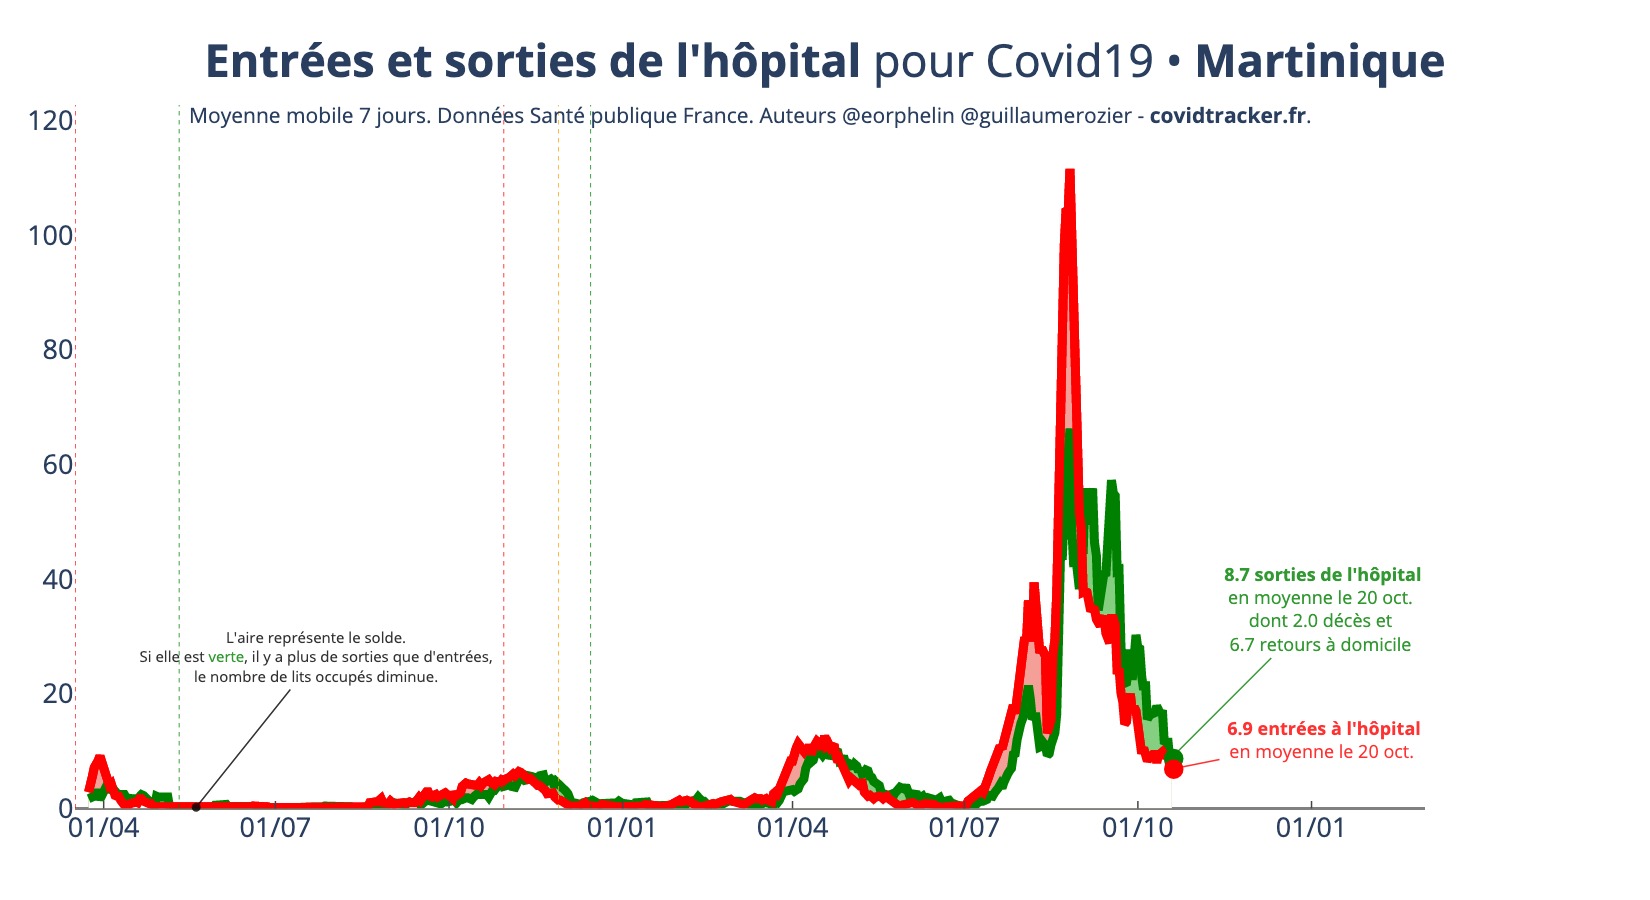 Entrées et sorties de l'hôpital pour Covid19 • Martinique
Moyenne mobile 7 jours. Données Santé publique France. Auteurs @eorphelin @guillaumerozier - covidtracker.fr.
120
100
80
60
40
20
0
L'aire représente le solde.
Si elle est verte, il y a plus de sorties que d'entrées,
le nombre de lits occupés diminue.
8.7 sorties de l'hôpital
en moyenne le 20 oct.
dont 2.0 décès et
6.7 retours à domicile
6.9 entrées à l'hôpital
en moyenne le 20 oct.
01/04 01/07 01/10 01/01 01/04 01/07 01/10 01/01